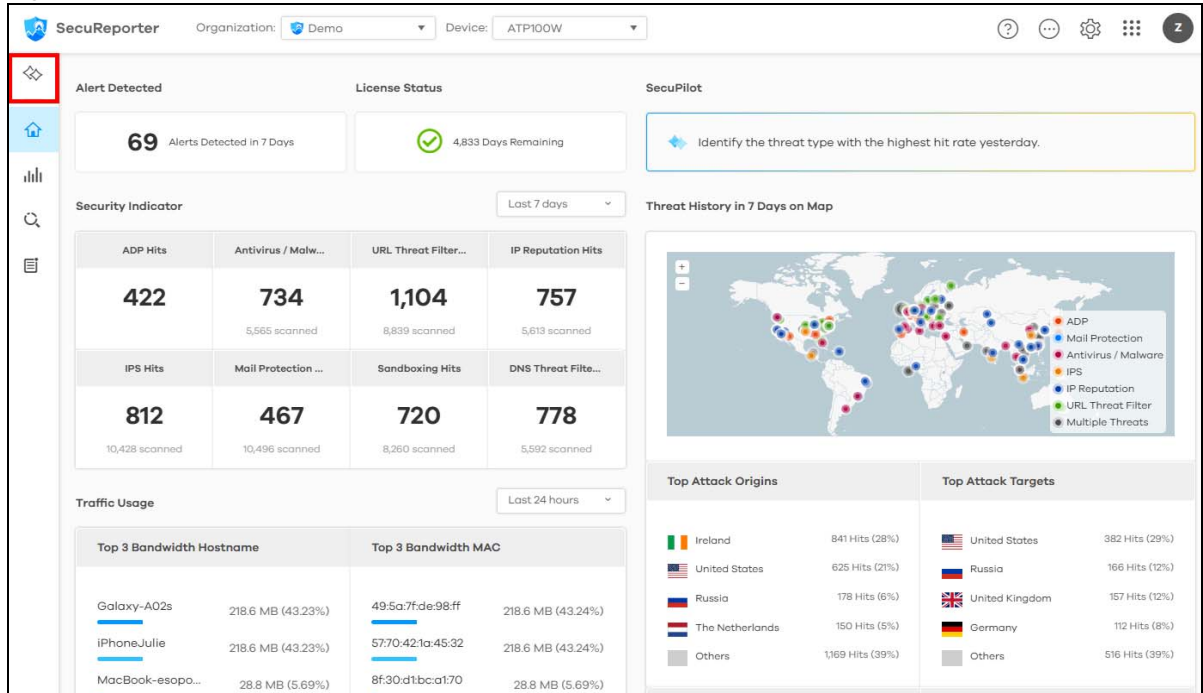 SecuReporter Organization: Demo Device: ATP100W Z
Alert Detected
69 Alerts Detected in 7 Days
License Status
4,833 Days Remaining
SecuPilot
Identify the threat type with the highest hit rate yesterday.
Security Indicator Last 7 days
ADP Hits Antivirus / Malw... URL Threat Filter... IP Reputation Hits
422 734 1,104 757
5,565 scanned 8,839 scanned 5,613 scanned
IPS Hits Mail Protection ... Sandboxing Hits DNS Threat Filte...
812 467 720 778
10,428 scanned 10,496 scanned 8,260 scanned 5,592 scanned
Threat History in 7 Days on Map
+
-
ADP
Mail Protection
Antivirus / Malware
IPS
IP Reputation
URL Threat Filter
Multiple Threats
Traffic Usage Last 24 hours
Top 3 Bandwidth Hostname
Galaxy-A02s 218.6 MB (43.23%)
iPhoneJulie 218.6 MB (43.23%)
MacBook-esopo... 28.8 MB (5.69%)
Top 3 Bandwidth MAC
49:5a:7f:de:98:ff 218.6 MB (43.24%)
57:70:42:1a:45:32 218.6 MB (43.24%)
8f:30:d1:bc:a1:70 28.8 MB (5.69%)
Top Attack Origins
Ireland 841 Hits (28%)
United States 625 Hits (21%)
Russia 178 Hits (6%)
The Netherlands 150 Hits (5%)
Others 1,169 Hits (39%)
Top Attack Targets
United States 382 Hits (29%)
Russia 166 Hits (12%)
United Kingdom 157 Hits (12%)
Germany 112 Hits (8%)
Others 516 Hits (39%)